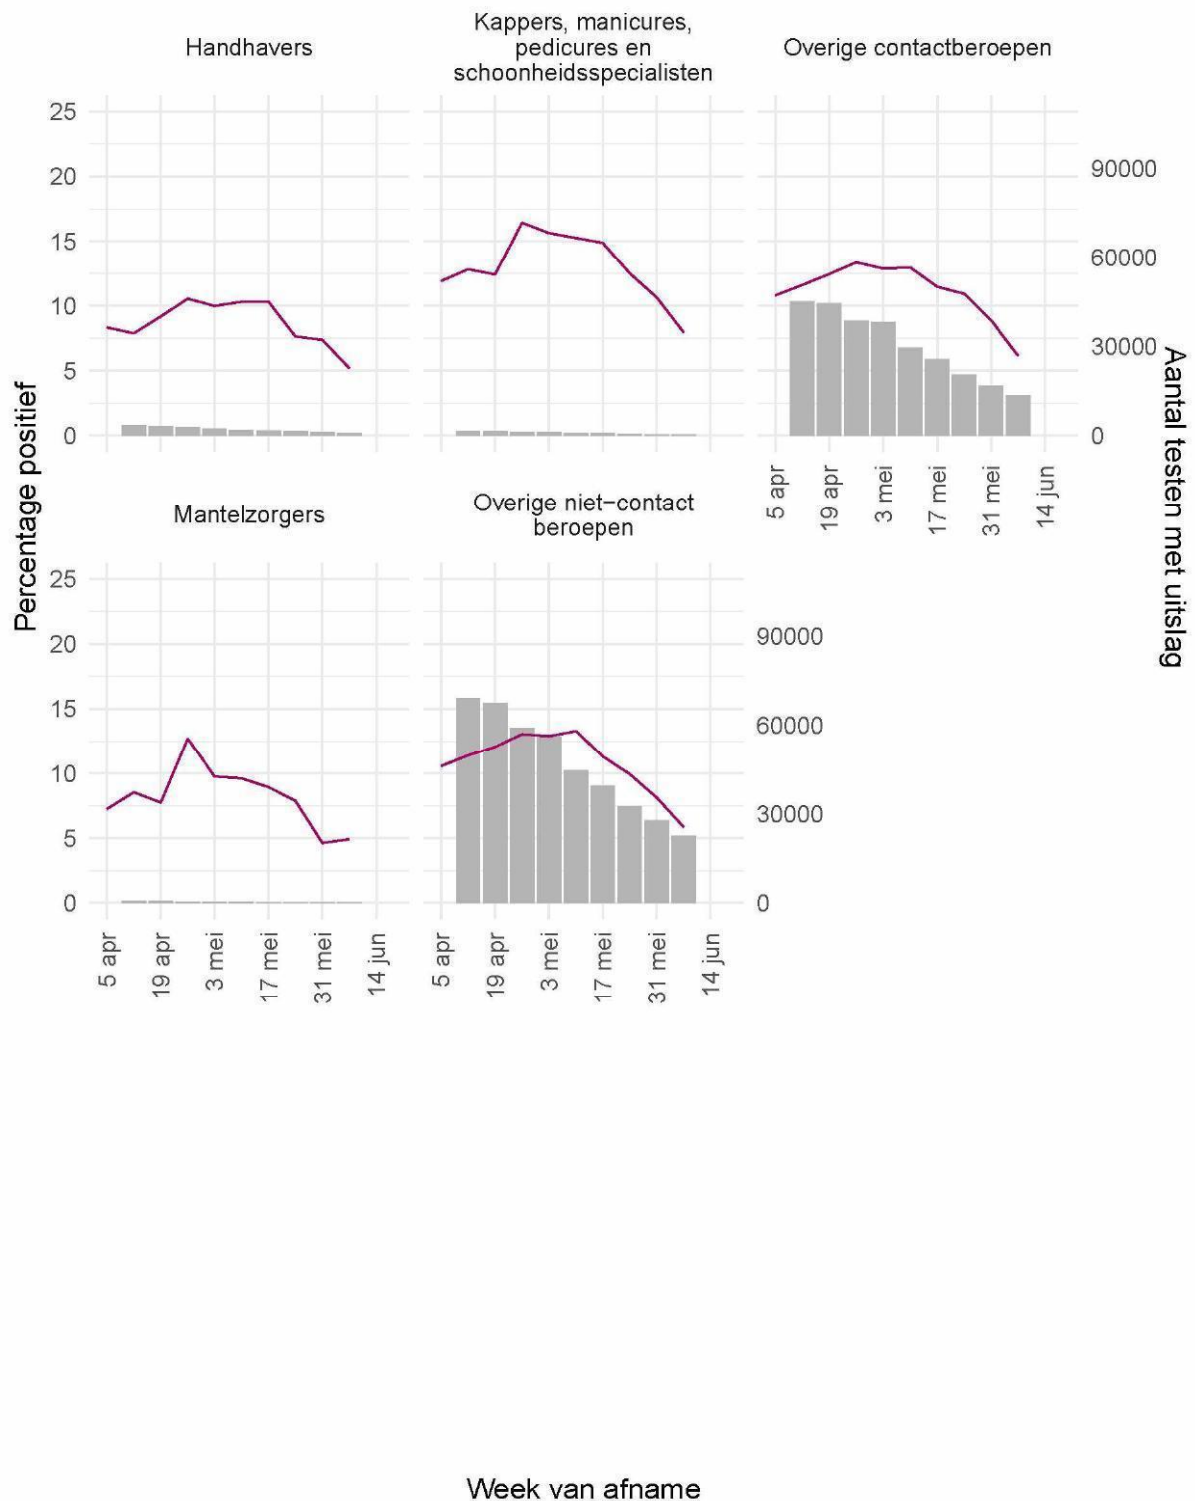 Handhavers
Kappers, manicures,
pedicures en
schoonheidsspecialisten
Overige contactberoepen
25
20
15
10
5
0
90000
60000
30000
0
5 apr
19 apr
3 mei
17 mei
31 mei
14 jun
Percentage positief
Aantal testen met uitslag
Mantelzorgers
Overige niet−contact
beroepen
25
20
15
10
5
0
90000
60000
30000
0
5 apr
19 apr
3 mei
17 mei
31 mei
14 jun
5 apr
19 apr
3 mei
17 mei
31 mei
14 jun
Week van afname